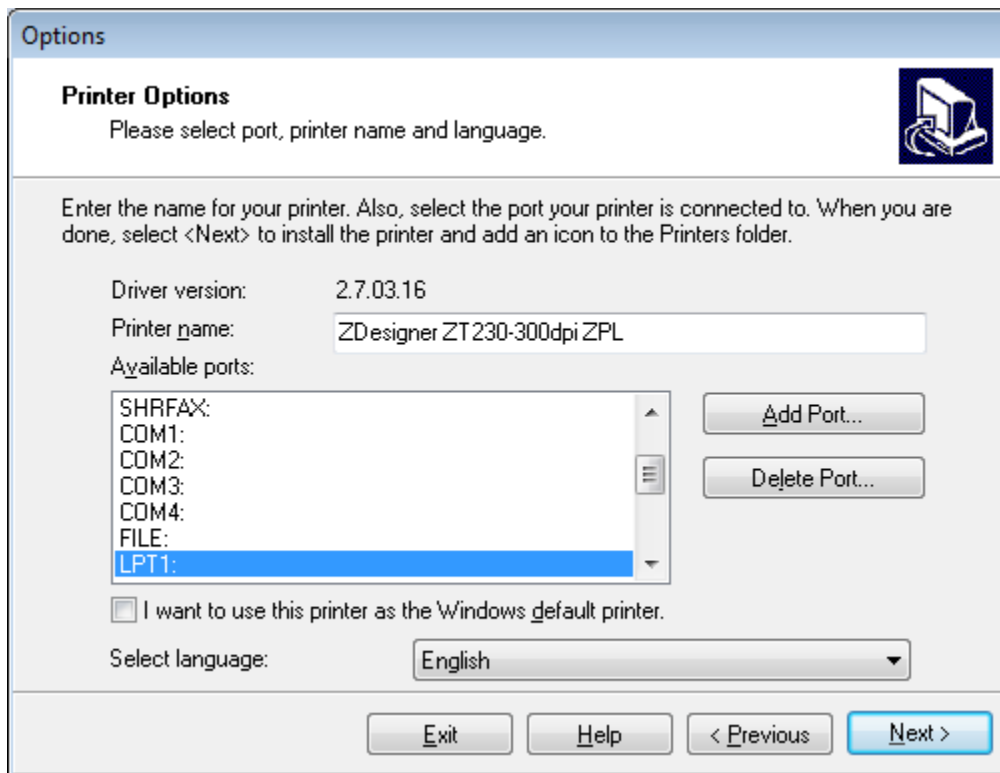 Options
Printer Options
Please select port, printer name and language.
Enter the name for your printer. Also, select the port your printer is connected to. When you are
done, select <Next> to install the printer and add an icon to the Printers folder.
Driver version: 2.7.03.16
Printer name: ZDesigner ZT230-300dpi ZPL
Available ports:
SHRFAX:
COM1:
COM2:
COM3:
COM4:
FILE:
LPT1:
Add Port...
Delete Port...
I want to use this printer as the Windows default printer.
Select language: English
Exit Help < Previous Next >